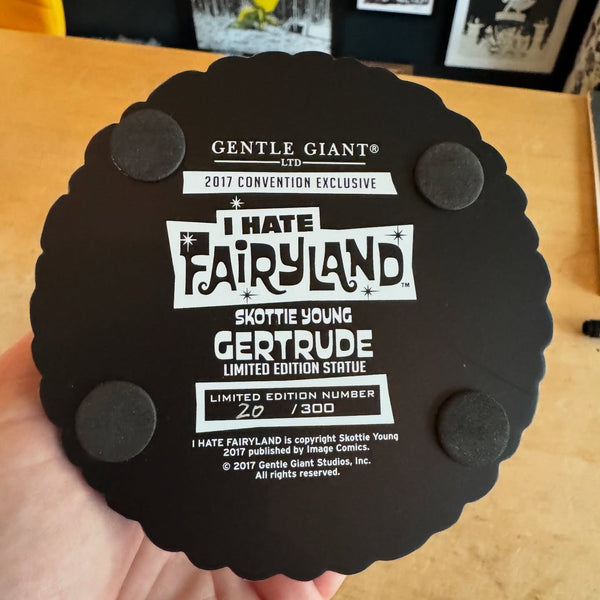 GENTLE GIANT®
LTD
2017 CONVENTION EXCLUSIVE
I HATE
FAiRyLAND™
SKOTTIE YOUNG
GERTRUDE
LIMITED EDITION STATUE
LIMITED EDITION NUMBER
20 /300
I HATE FAIRYLAND is copyright Skottie Young
2017 published by Image Comics.
© 2017 Gentle Giant Studios, Inc.
All rights reserved.